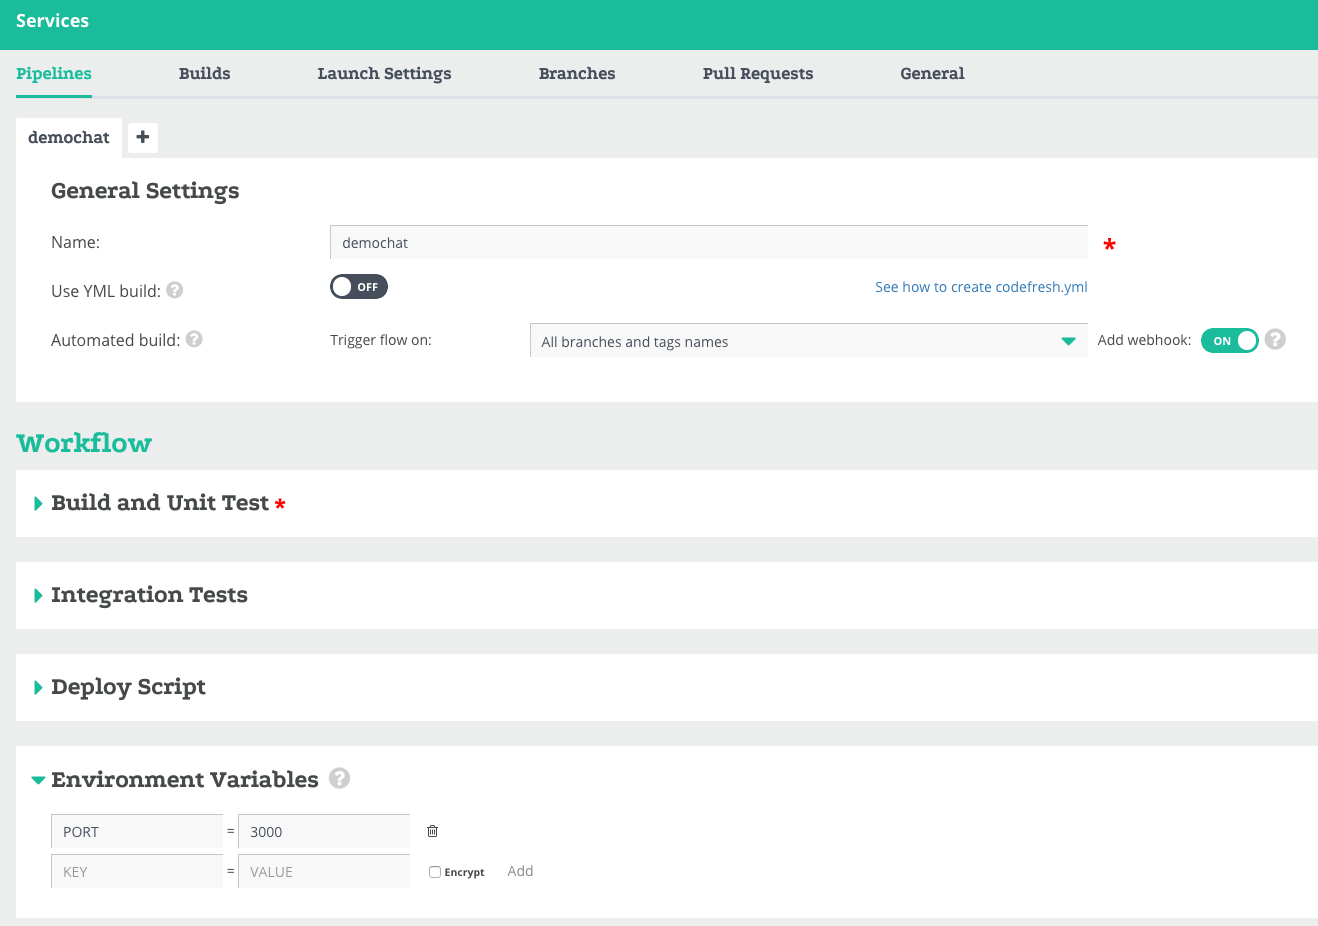 Services
Pipelines Builds Launch Settings Branches Pull Requests General
demochat +
General Settings
Name: demochat *
Use YML build: ? OFF See how to create codefresh.yml
Automated build: ? Trigger flow on: All branches and tags names Add webhook: ON ?
Workflow
Build and Unit Test *
Integration Tests
Deploy Script
Environment Variables ?
PORT = 3000
KEY = VALUE Encrypt Add